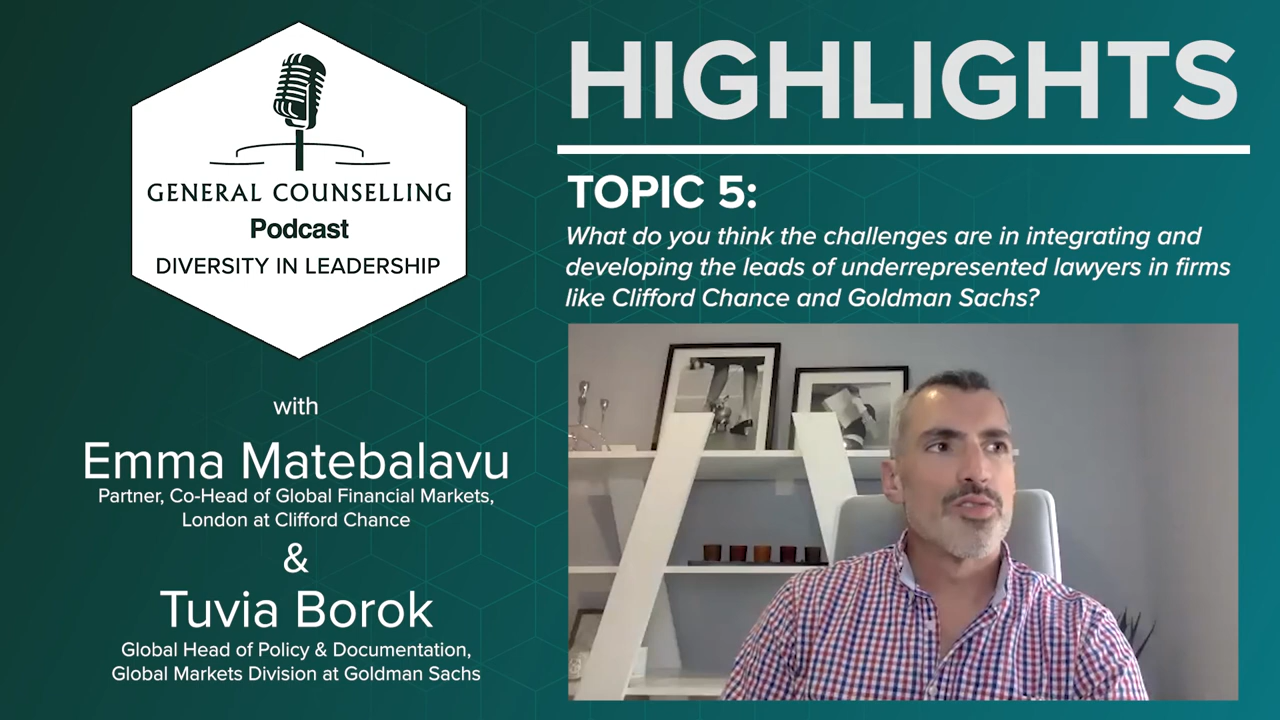 GENERAL COUNSELLING
Podcast
DIVERSITY IN LEADERSHIP
with
Emma Matebalavu
Partner, Co-Head of Global Financial Markets,
London at Clifford Chance
&
Tuvia Borok
Global Head of Policy & Documentation,
Global Markets Division at Goldman Sachs
HIGHLIGHTS
TOPIC 5:
What do you think the challenges are in integrating and
developing the leads of underrepresented lawyers in firms
like Clifford Chance and Goldman Sachs?